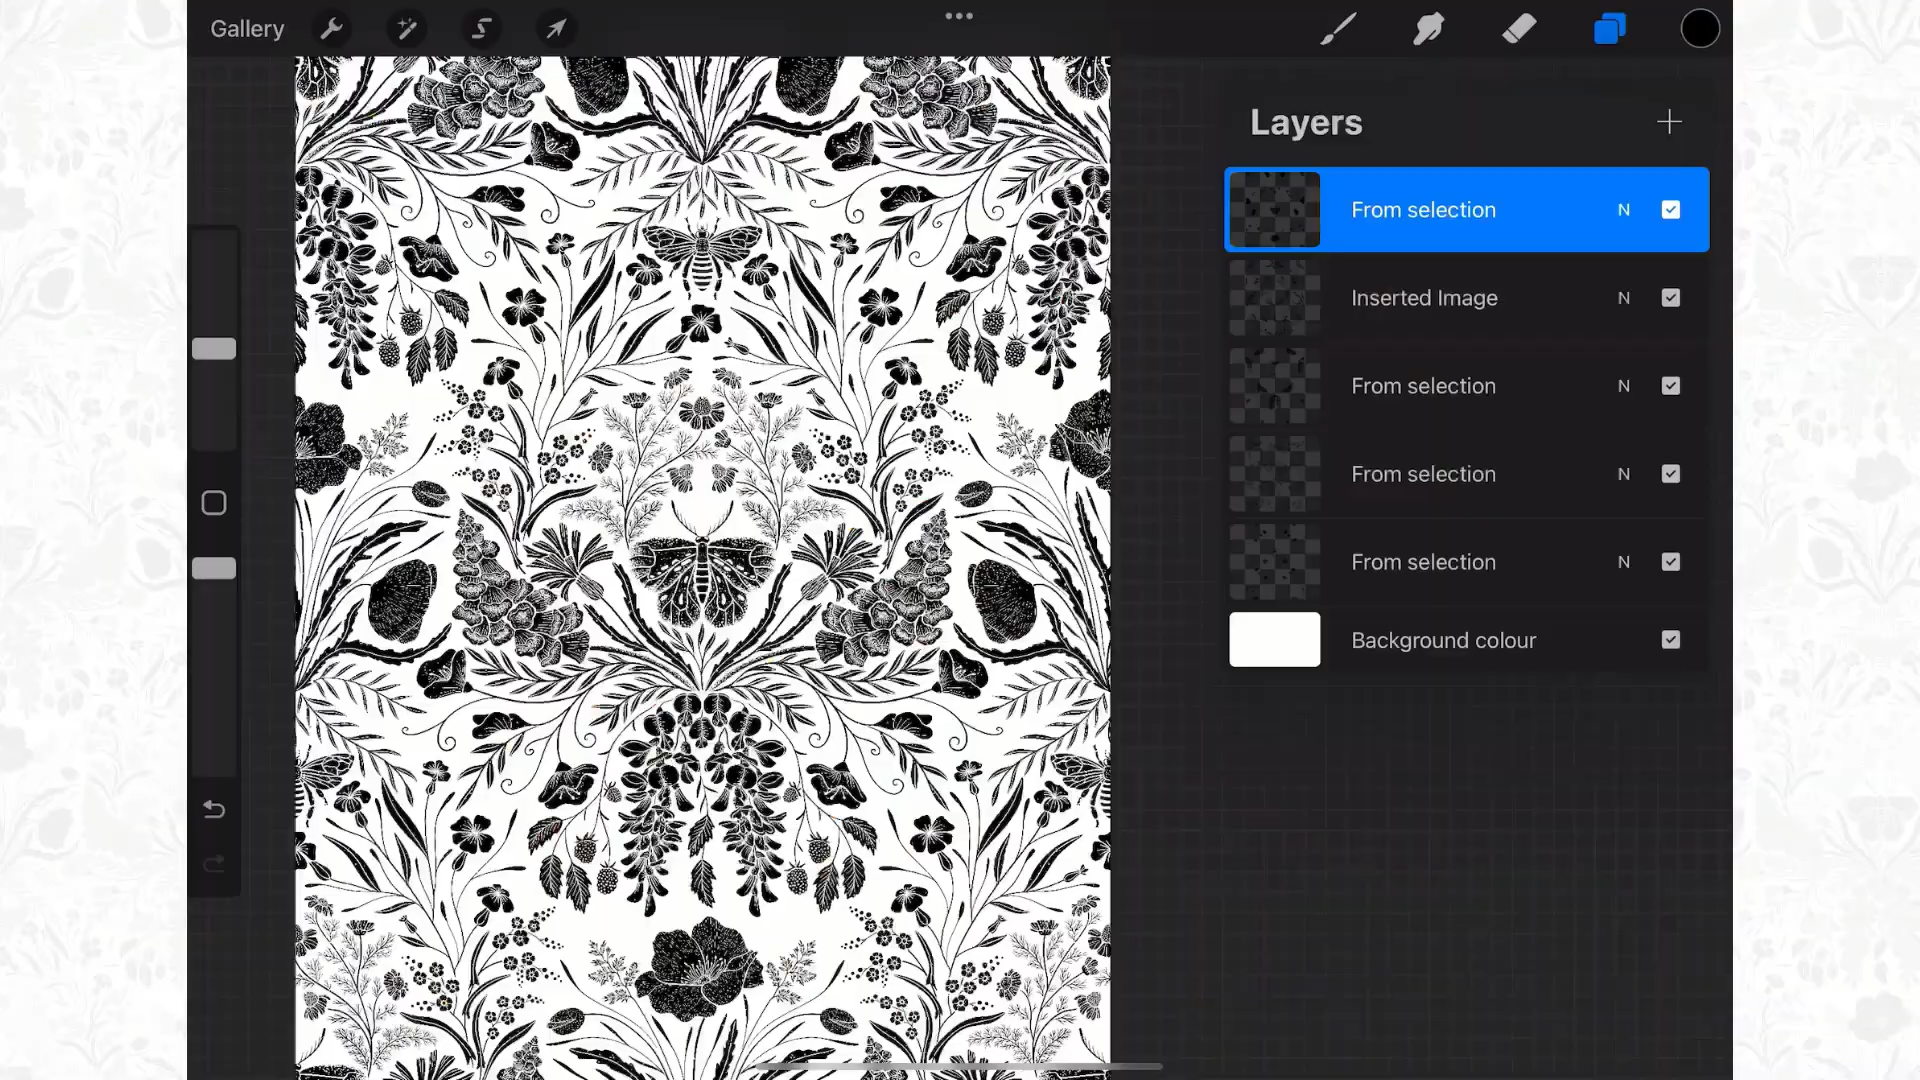 Gallery
Layers
From selection N
Inserted Image N
From selection N
From selection N
From selection N
Background colour